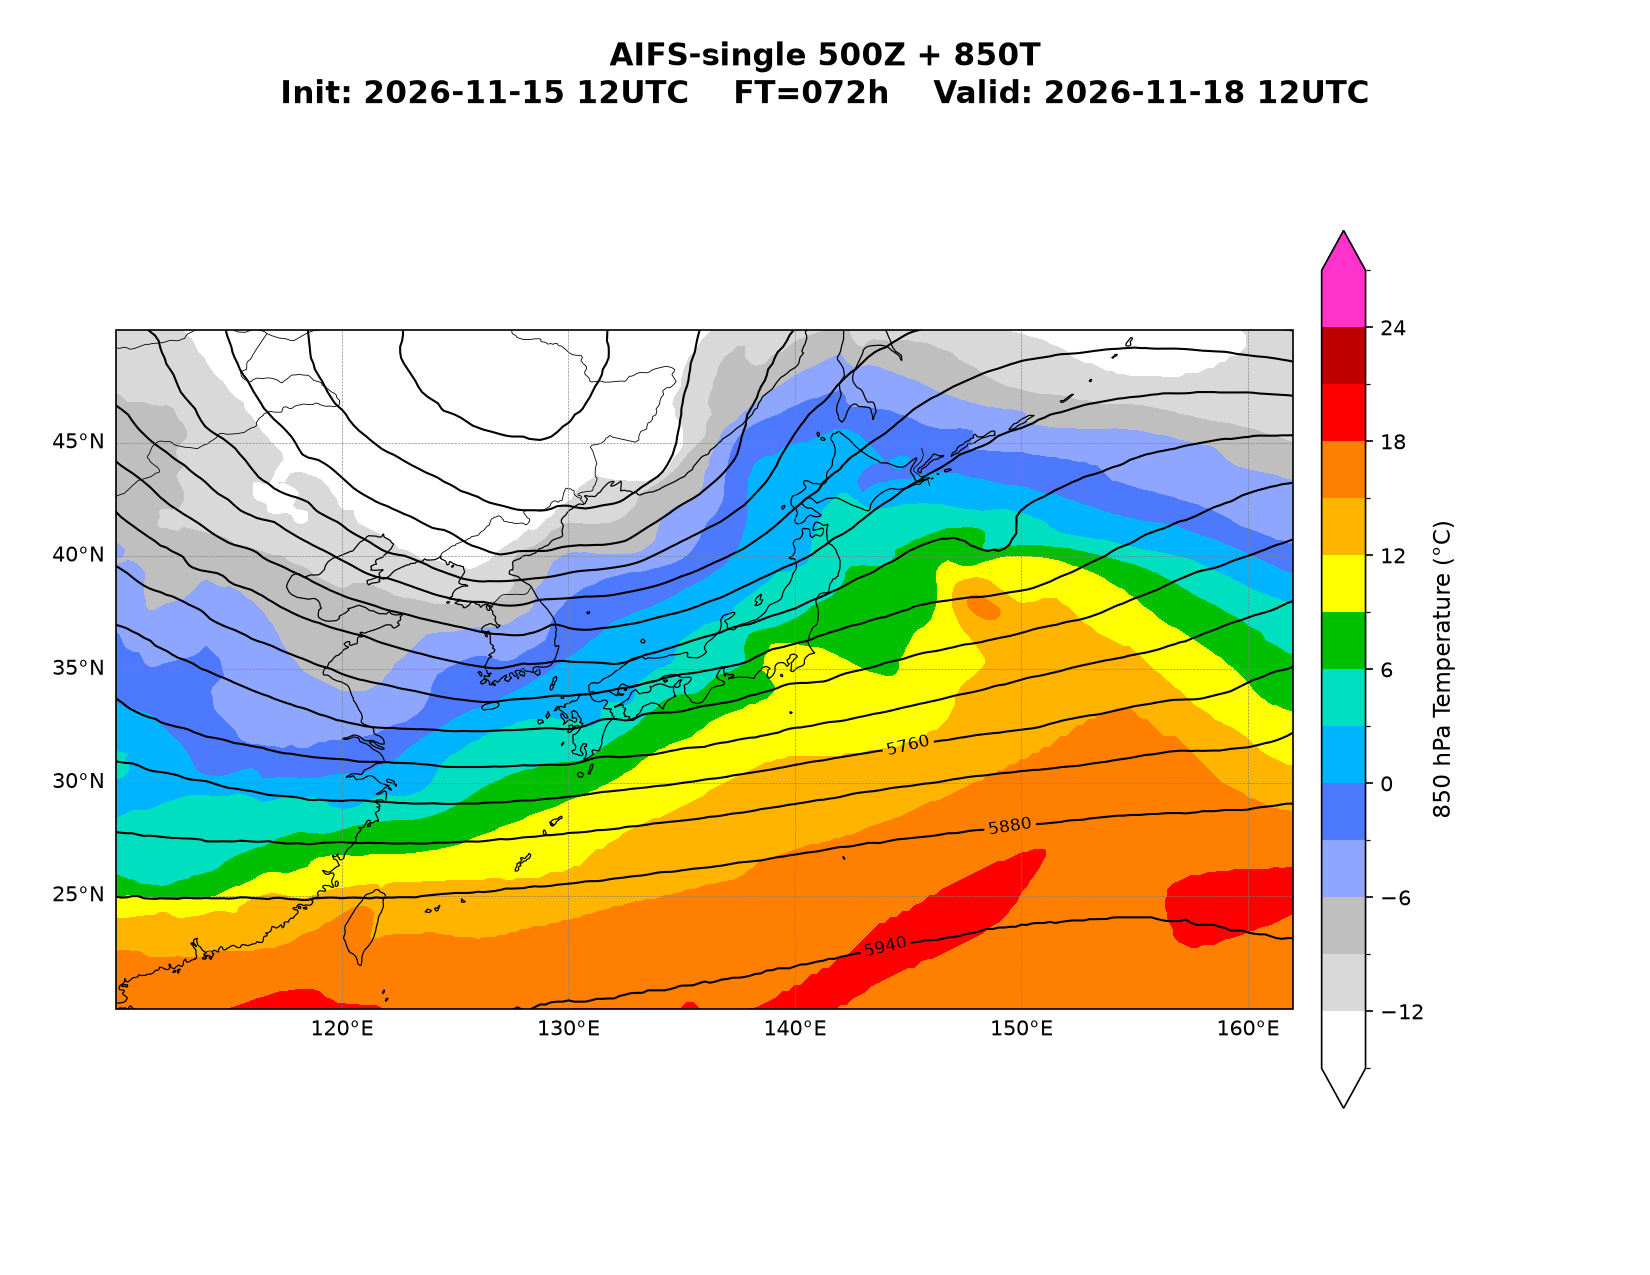 AIFS-single 500Z + 850T
Init: 2026-11-15 12UTC FT=072h Valid: 2026-11-18 12UTC
45°N
40°N
35°N
30°N
25°N
120°E
130°E
140°E
150°E
160°E
5760
5880
5940
24
18
12
6
0
−6
−12
850 hPa Temperature (°C)